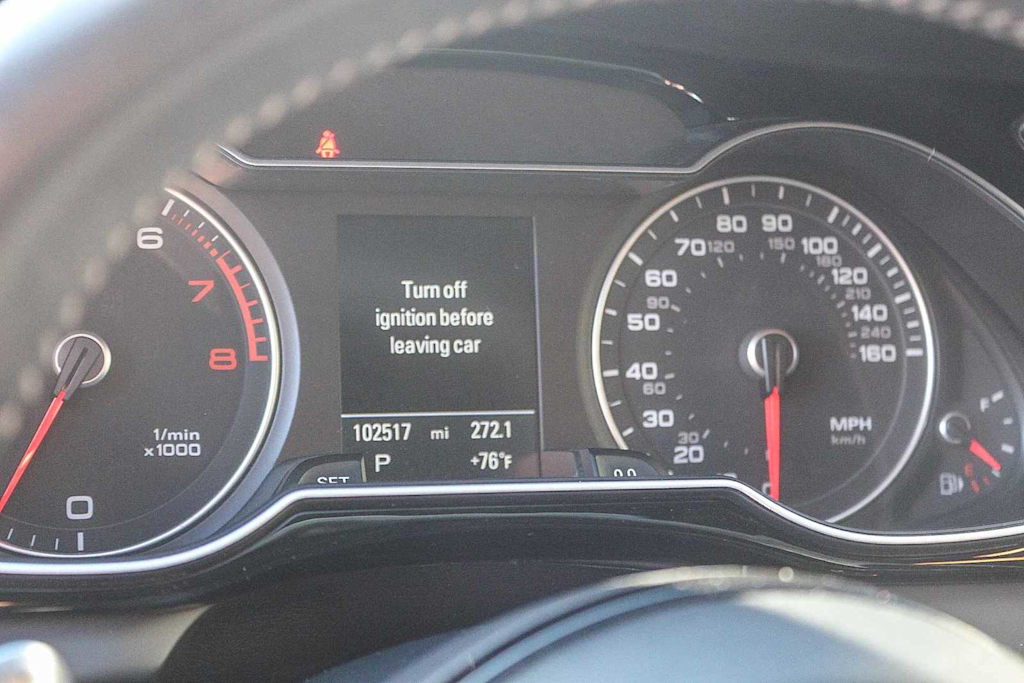 Turn off
ignition before
leaving car
102517 mi 272.1
P +76°F
6
7
8
1/min
x1000
0
SET
0.0
20
30
40
50
60
70
80
90
100
120
140
160
30
60
90
120
150
180
210
240
MPH
km/h
F